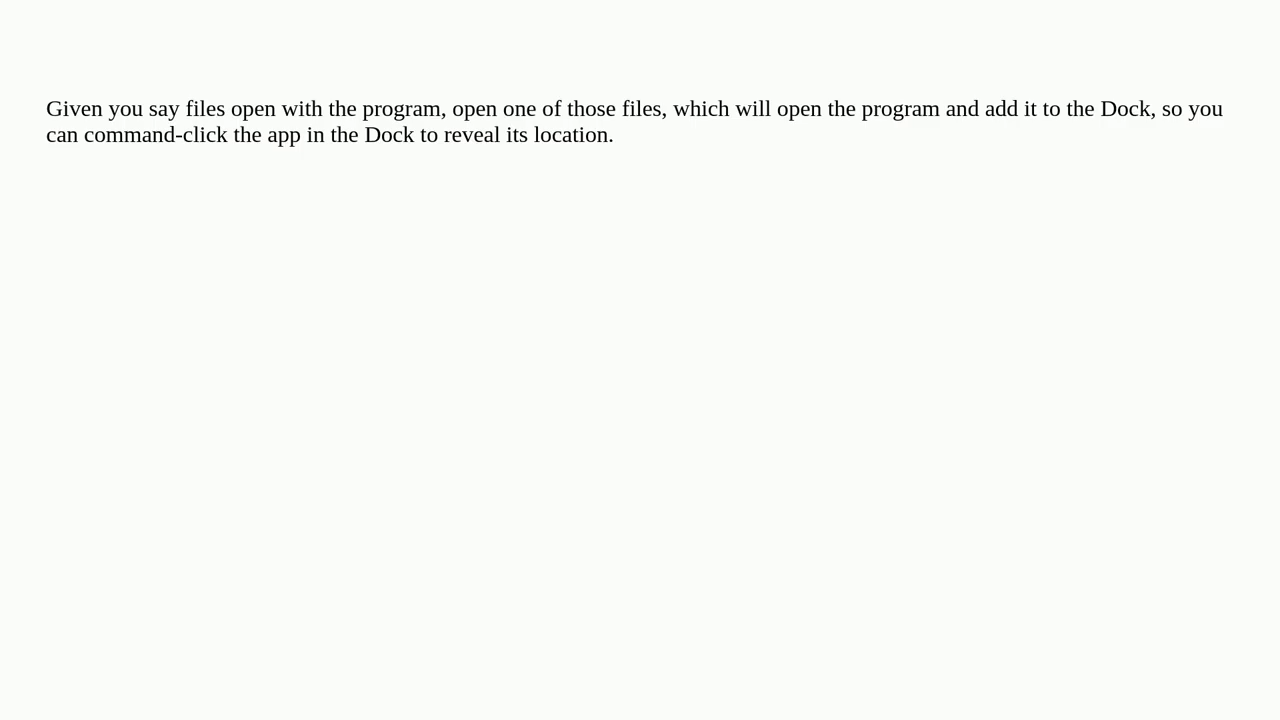 Given you say files open with the program, open one of those files, which will open the program and add it to the Dock, so you
can command-click the app in the Dock to reveal its location.